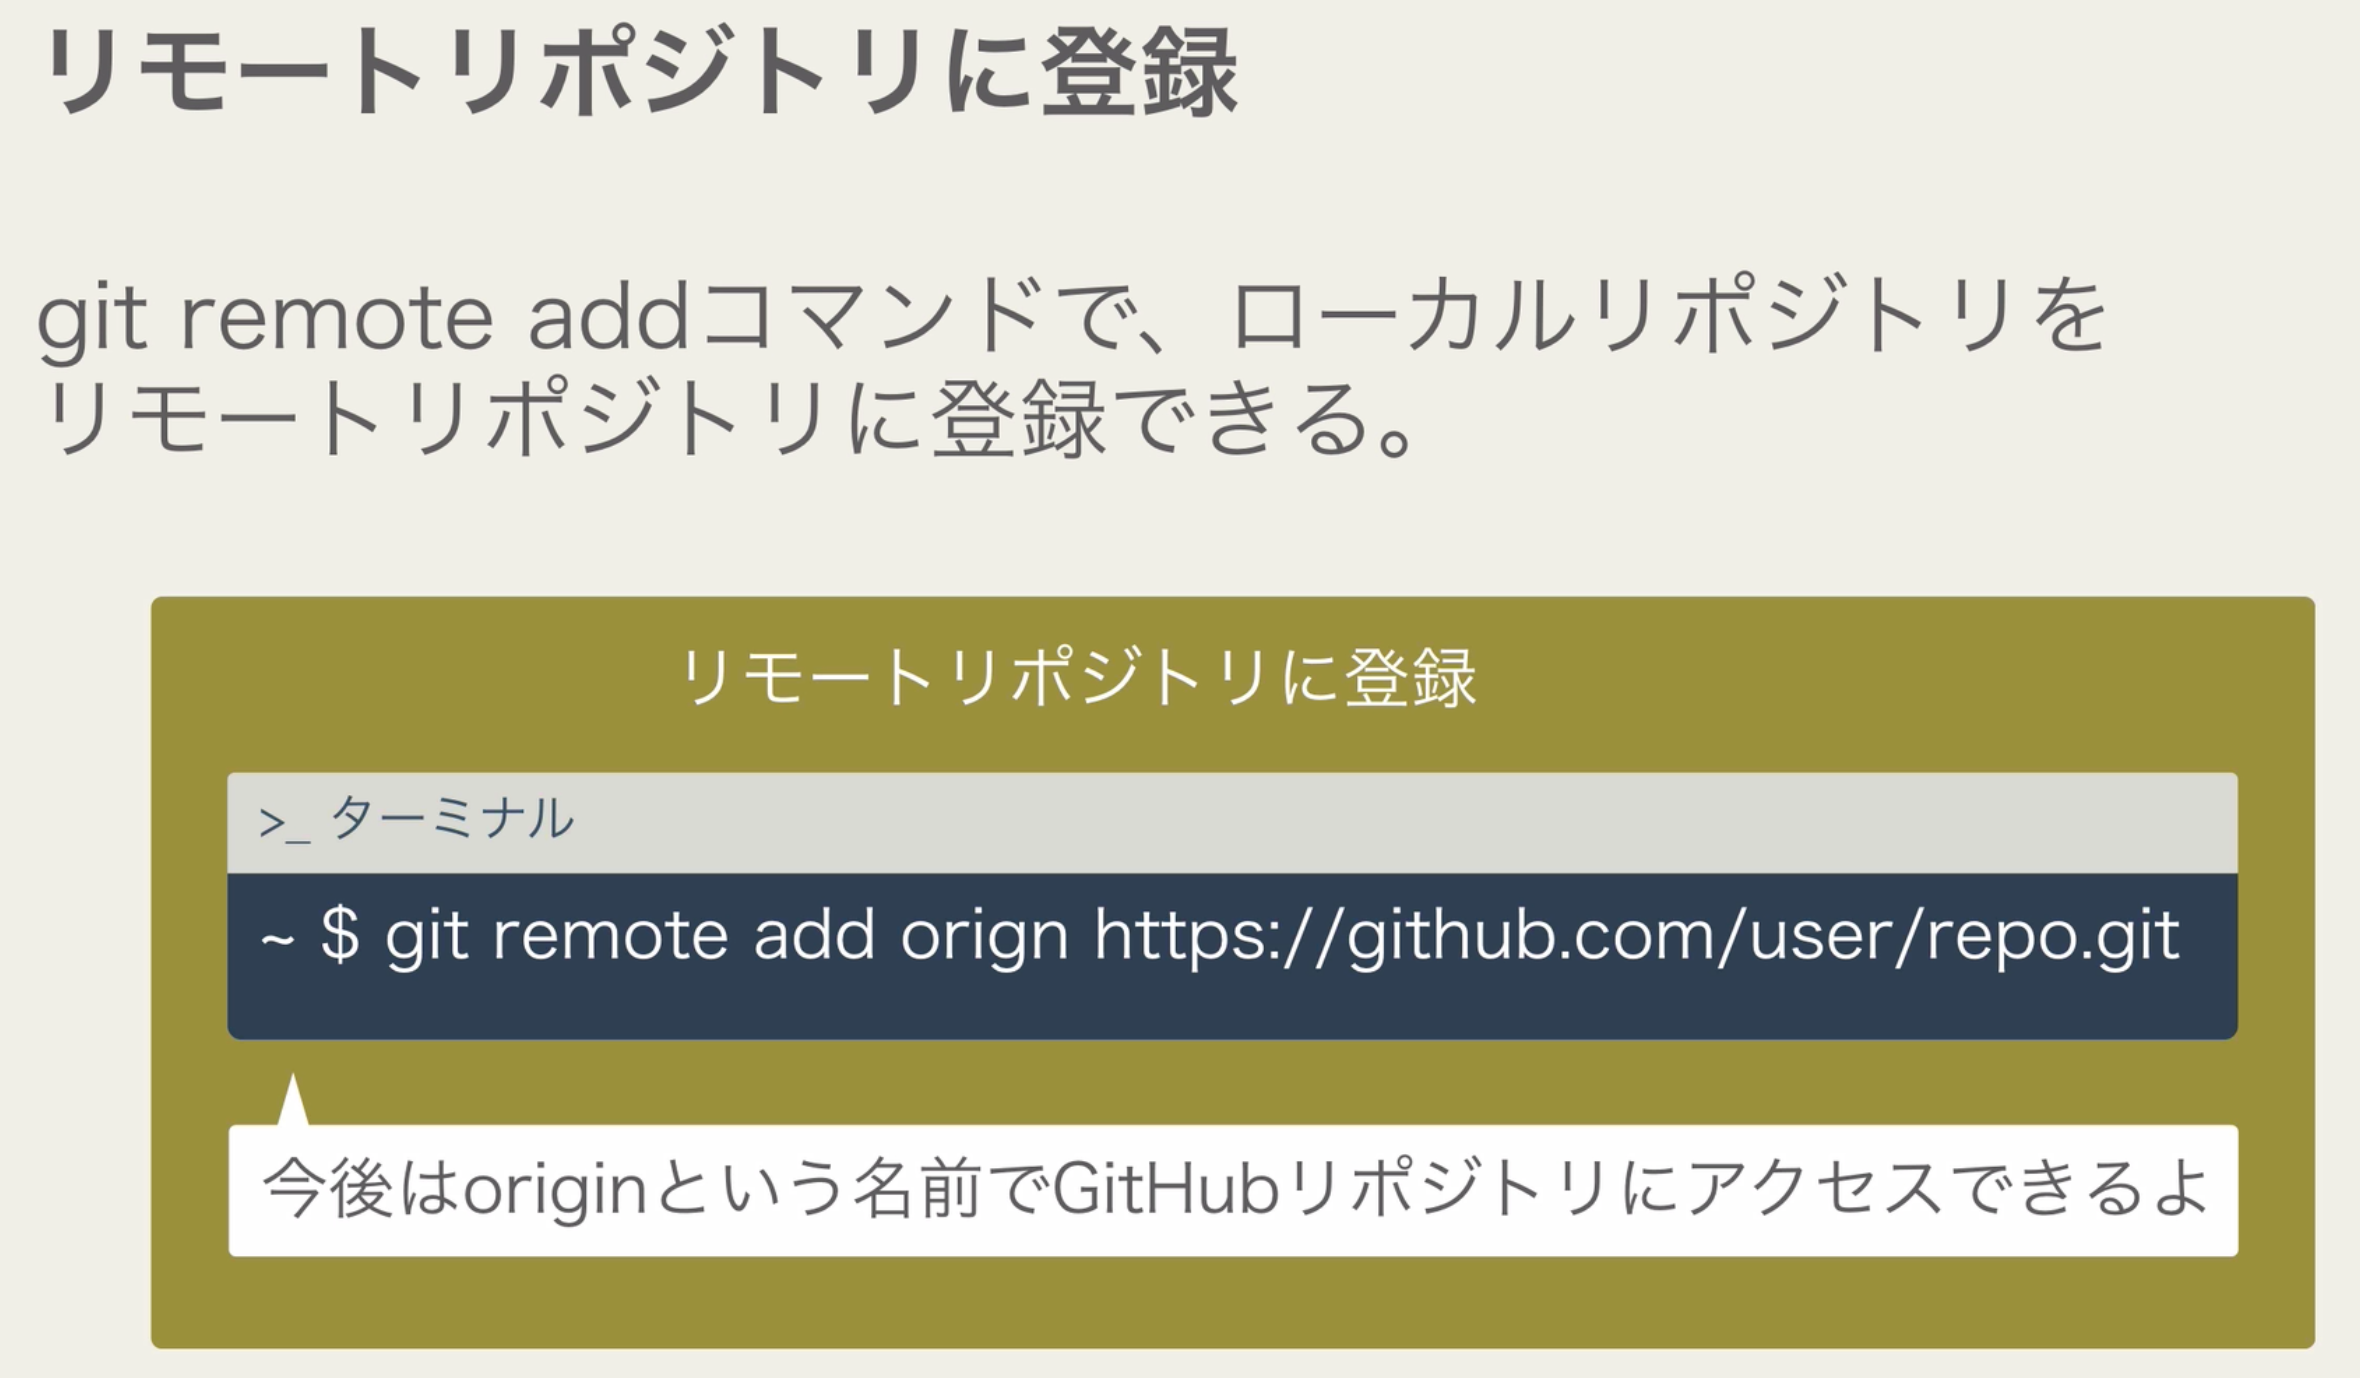 リモートリポジトリに登録
git remote addコマンドで、ローカルリポジトリを
リモートリポジトリに登録できる。
リモートリポジトリに登録
>_ ターミナル
~ $ git remote add orign https://github.com/user/repo.git
今後はoriginという名前でGitHubリポジトリにアクセスできるよ